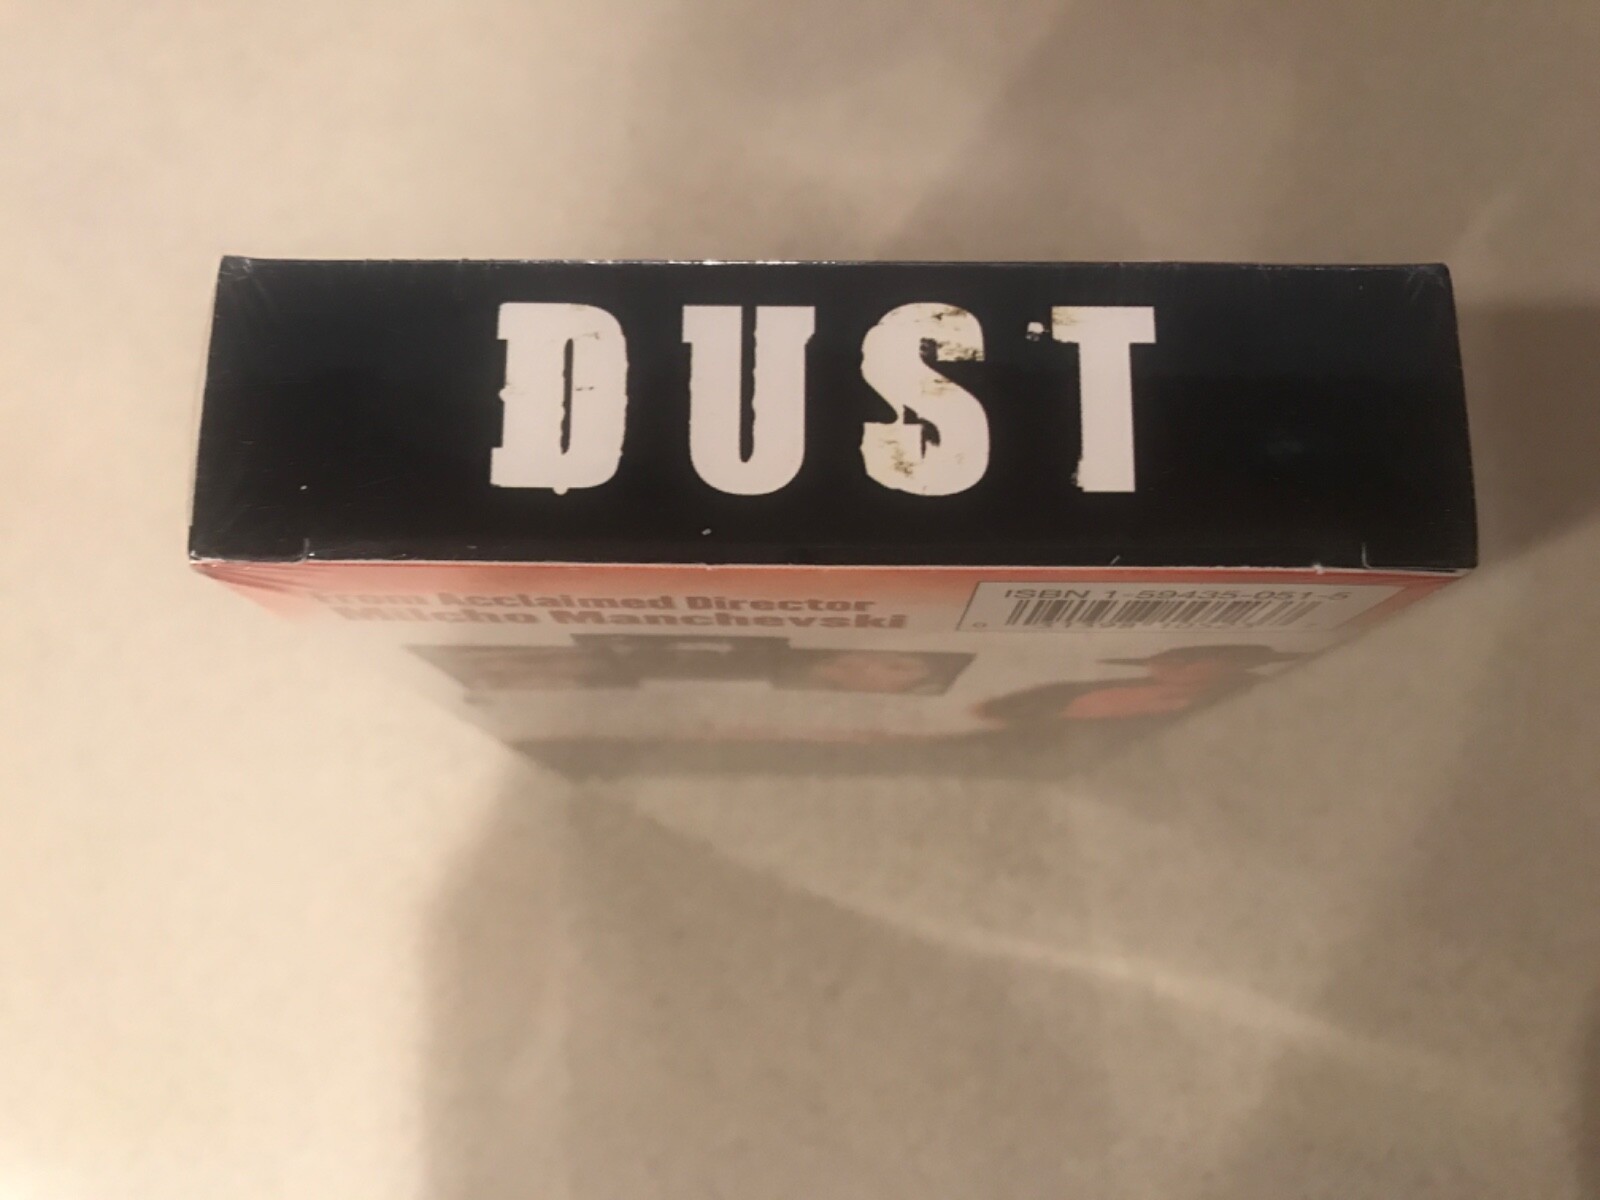 DUST
From Acclaimed Director
Milcho Manchevski
ISBN 1-59435-051-5